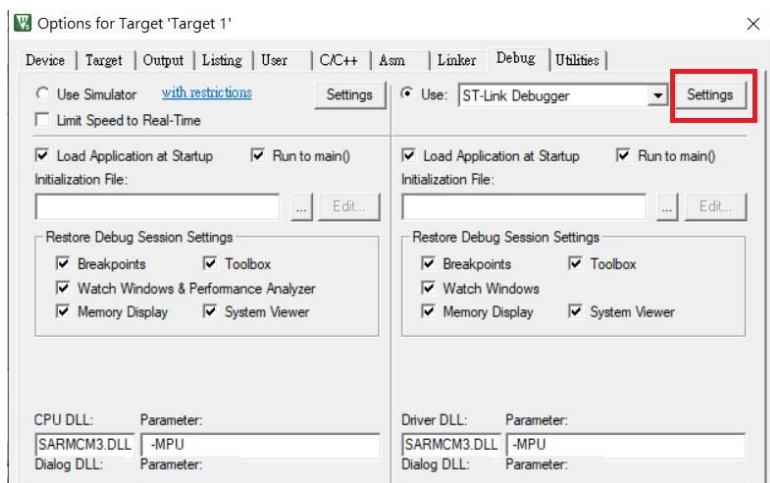 Options for Target 'Target 1'
Device Target Output Listing User C/C++ Asm Linker Debug Utilities
Use Simulator with restrictions Settings
Limit Speed to Real-Time
Load Application at Startup Run to main()
Initialization File:
... Edit...
Restore Debug Session Settings
Breakpoints Toolbox
Watch Windows & Performance Analyzer
Memory Display System Viewer
CPU DLL: Parameter:
SARMCM3.DLL -MPU
Dialog DLL: Parameter:
Use: ST-Link Debugger Settings
Load Application at Startup Run to main()
Initialization File:
... Edit...
Restore Debug Session Settings
Breakpoints Toolbox
Watch Windows
Memory Display System Viewer
Driver DLL: Parameter:
SARMCM3.DLL -MPU
Dialog DLL: Parameter: